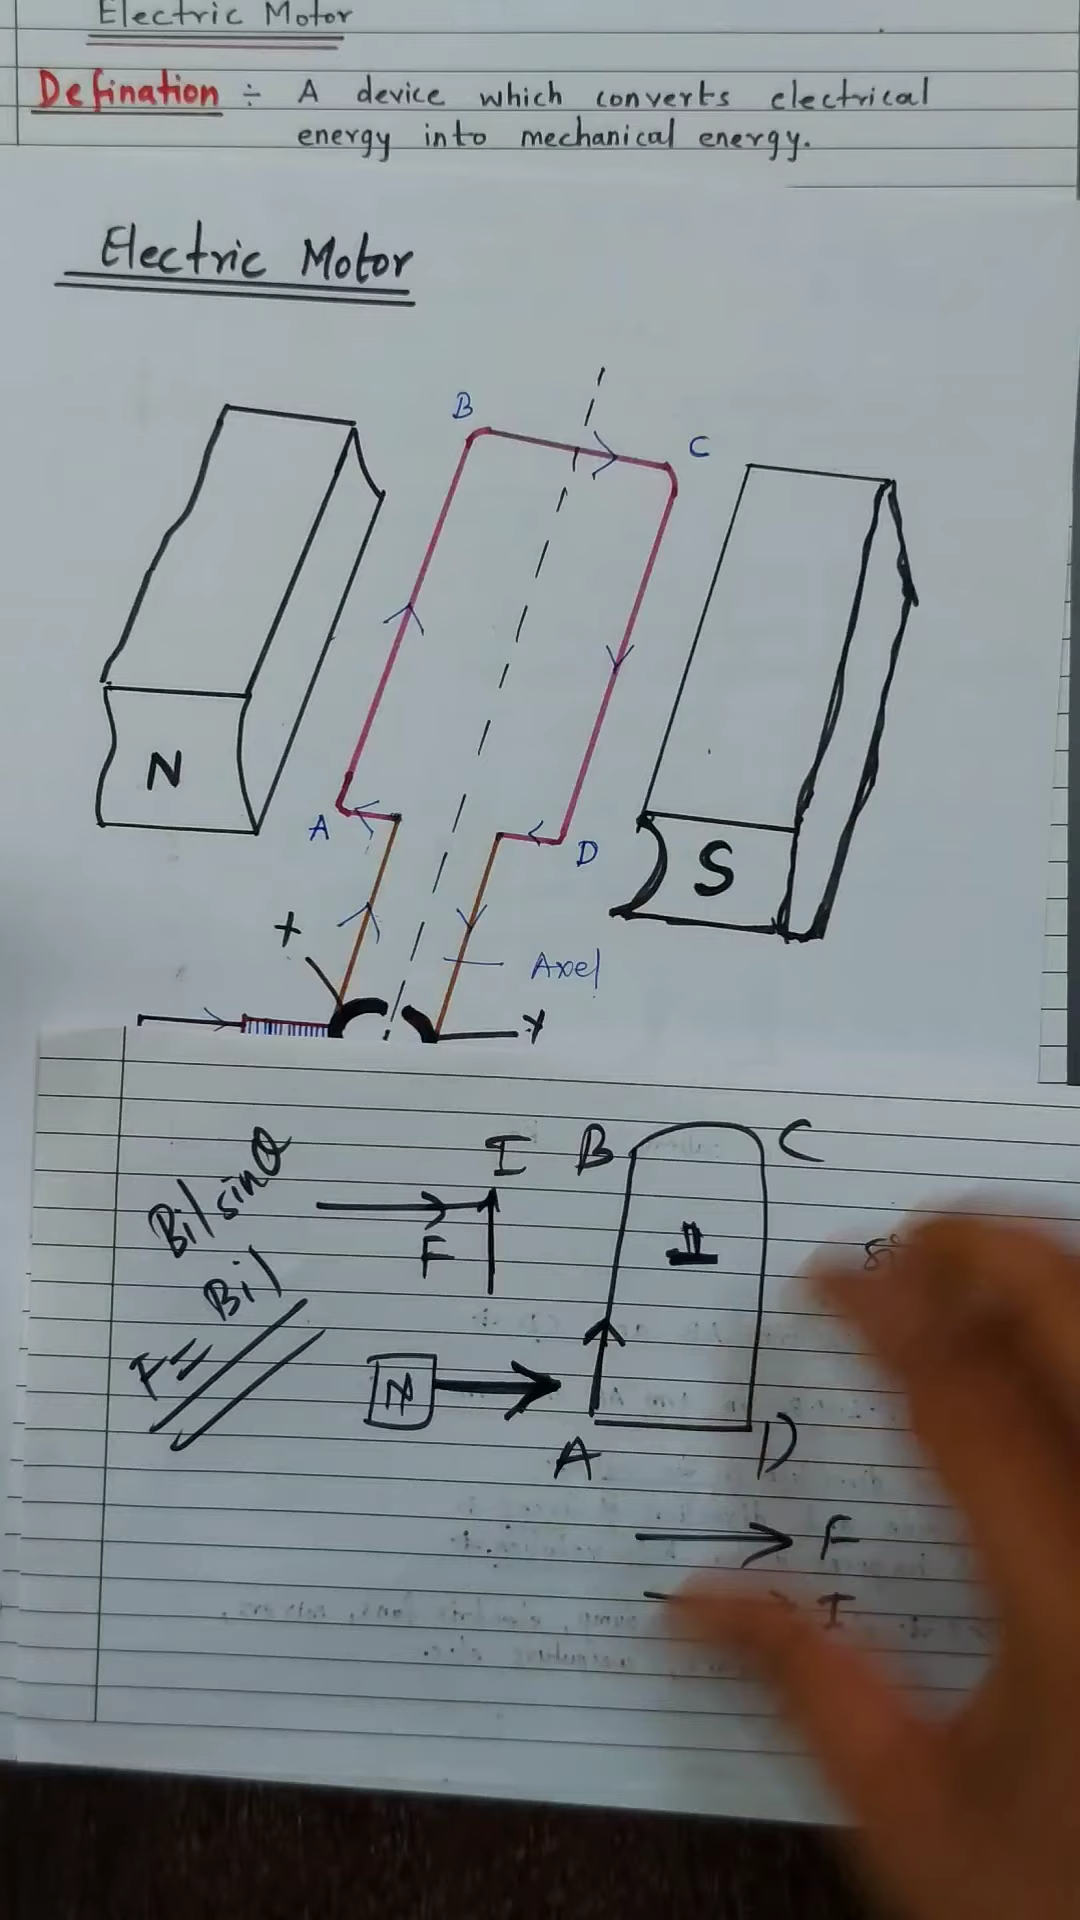 Electric Motor
Defination ÷ A device which converts electrical
energy into mechanical energy.
Electric Motor
B
C
N
A
D
S
+
Axel
Y
Bil sinθ
I
B
C
F
Bil
F =
N
A
D
F
I